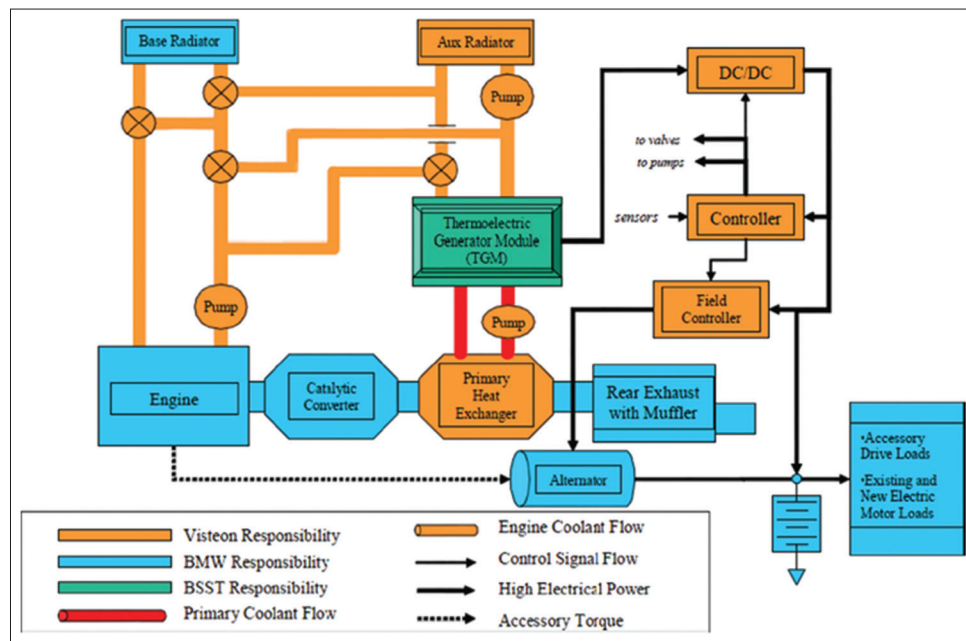 Base Radiator
Aux Radiator
DC/DC
Pump
to valves
to pumps
Thermoelectric
Generator Module
(TGM)
sensors
Controller
Pump
Pump
Field
Controller
Engine
Catalytic
Converter
Primary
Heat
Exchanger
Rear Exhaust
with Muffler
Alternator
•Accessory
Drive Loads
•Existing and
New Electric
Motor Loads
Visteon Responsibility
BMW Responsibility
BSST Responsibility
Primary Coolant Flow
Engine Coolant Flow
Control Signal Flow
High Electrical Power
Accessory Torque